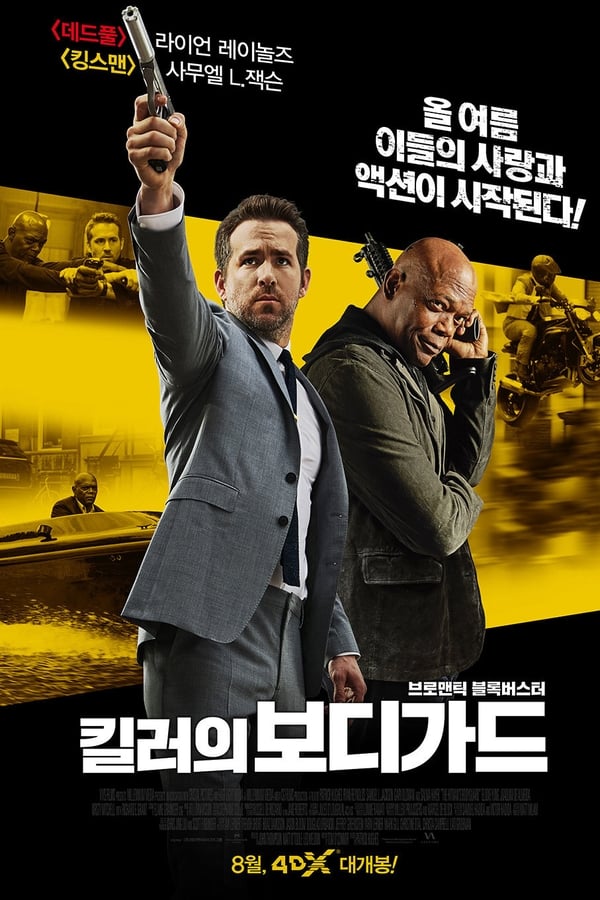 <데드풀> 라이언 레이놀즈
<킹스맨> 사무엘 L.잭슨
올 여름
이들의 사랑과
액션이 시작된다!
브로맨틱 블록버스터
킬러의 보디가드
8월, 4DX 대개봉!